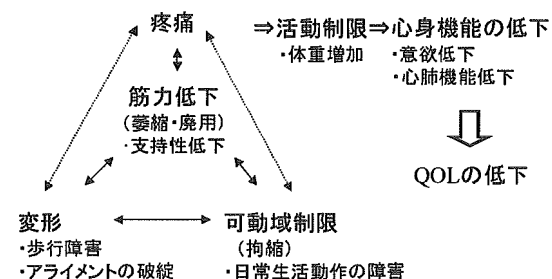 疼痛
⇒活動制限⇒心身機能の低下
・体重増加 ・意欲低下
・心肺機能低下
筋力低下
(萎縮・廃用)
・支持性低下
QOLの低下
変形
・歩行障害
・アライメントの破綻
可動域制限
(拘縮)
・日常生活動作の障害